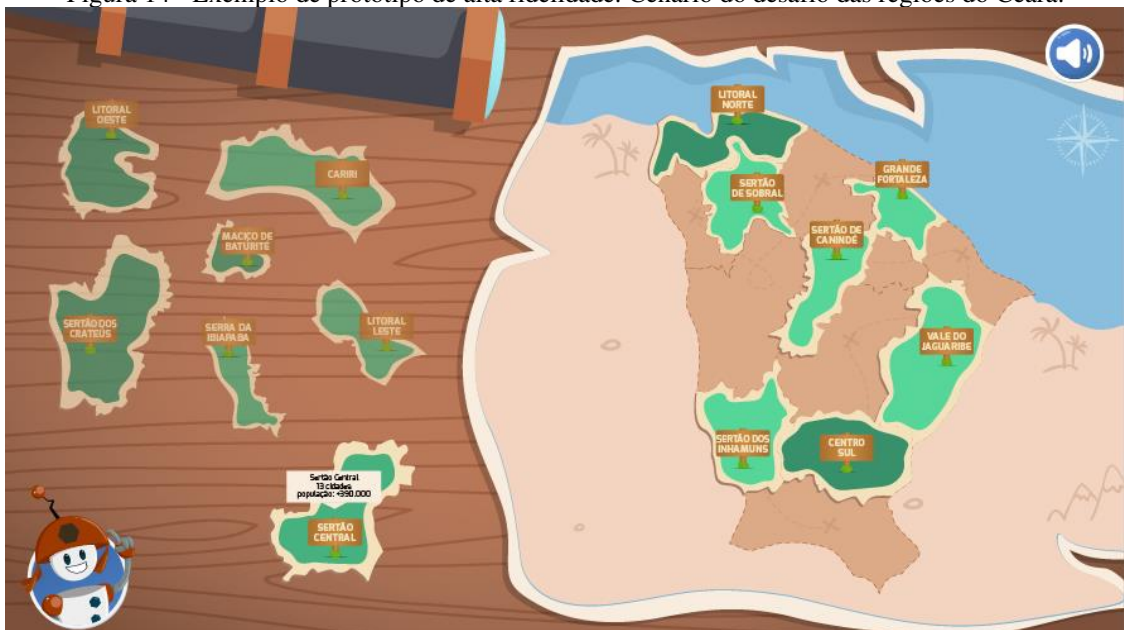 Figura 14 - Exemplo de protótipo de alta fidelidade: Cenário do desafio das regiões do Ceará.
LITORAL
OESTE
CARIRI
MACIÇO DE
BATURITÉ
SERTÃO DOS
CRATEÚS
SERRA DA
IBIAPABA
LITORAL
LESTE
Sertão Central
13 cidades
população: +390.000
SERTÃO
CENTRAL
LITORAL
NORTE
SERTÃO
DE SOBRAL
GRANDE
FORTALEZA
SERTÃO DE
CANINDÉ
VALE DO
JAGUARIBE
SERTÃO DOS
INHAMUNS
CENTRO
SUL